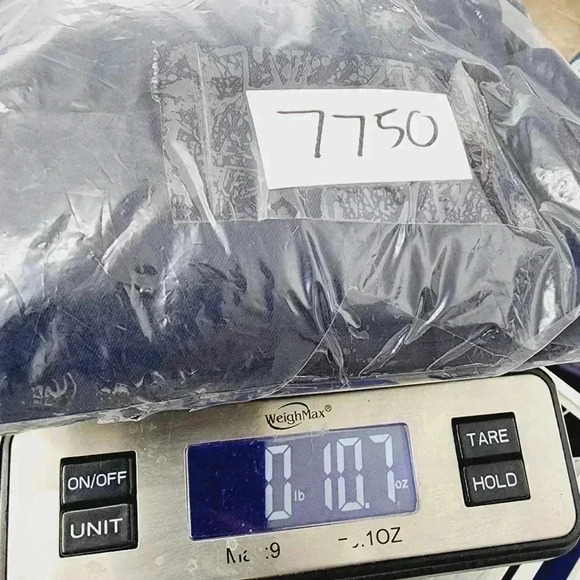 7750
WeighMax®
ON/OFF
UNIT
0 lb 10.7 oz
TARE
HOLD